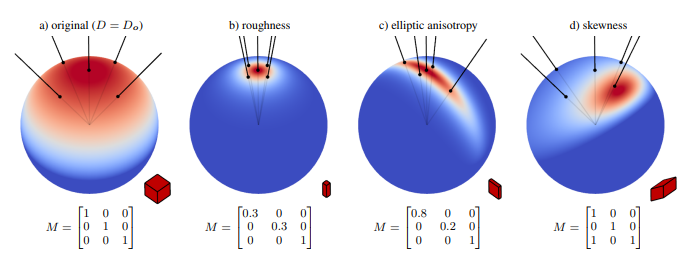 a) original (D = Dₒ) b) roughness c) elliptic anisotropy d) skewness
M = [1 0 0 M = [0.3 0 0 M = [0.8 0 0 M = [1 0 0
0 1 0 0 0.3 0 0 0.2 0 0 1 0
0 0 1] 0 0 1] 0 0 1] 1 0 1]